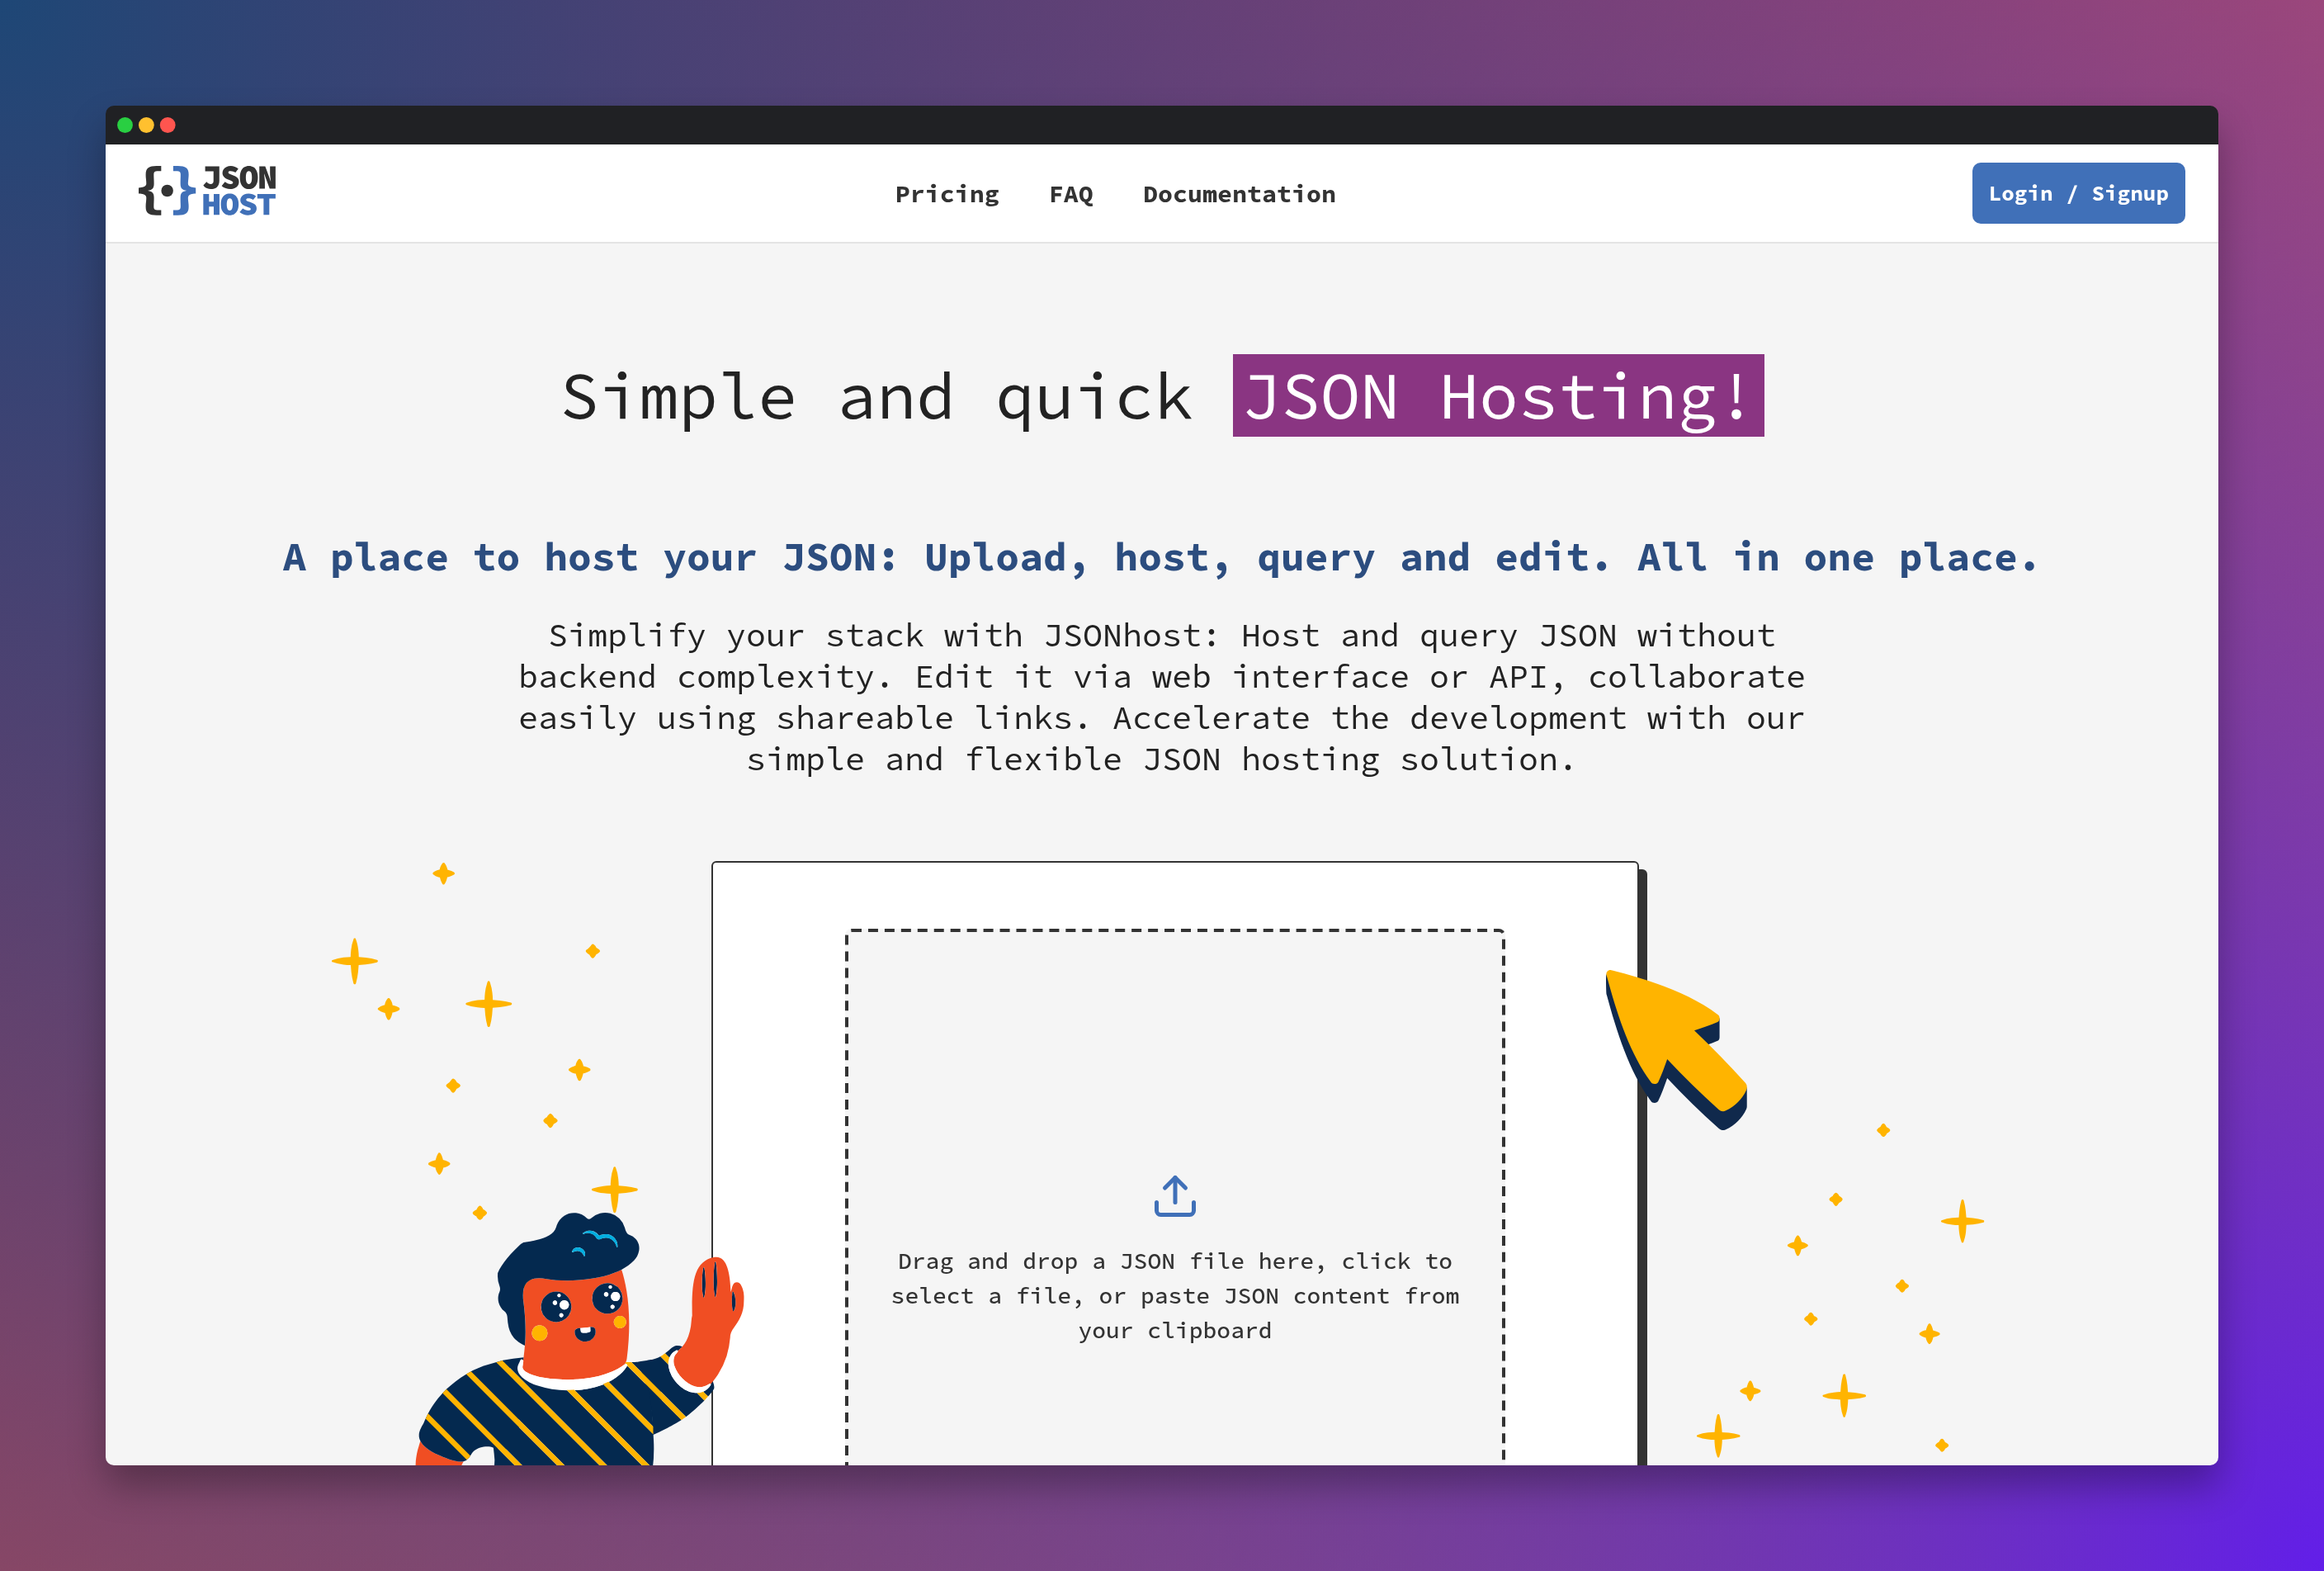 JSON
HOST
Pricing FAQ Documentation
Login / Signup
Simple and quick JSON Hosting!
A place to host your JSON: Upload, host, query and edit. All in one place.
Simplify your stack with JSONhost: Host and query JSON without
backend complexity. Edit it via web interface or API, collaborate
easily using shareable links. Accelerate the development with our
simple and flexible JSON hosting solution.
Drag and drop a JSON file here, click to
select a file, or paste JSON content from
your clipboard